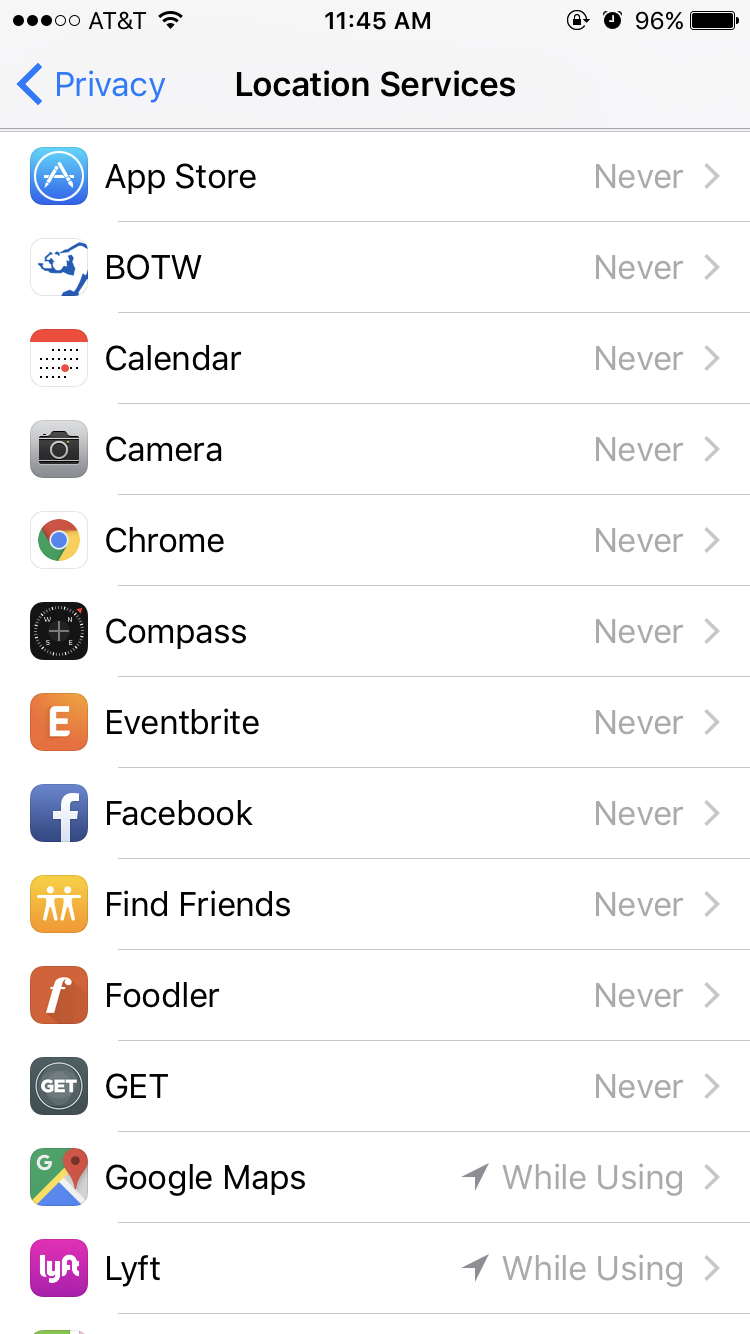 AT&T 11:45 AM 96%
Privacy Location Services
App Store Never
BOTW Never
Calendar Never
Camera Never
Chrome Never
W N S E Compass Never
E Eventbrite Never
f Facebook Never
Find Friends Never
f Foodler Never
GET GET Never
G Google Maps While Using
lyft Lyft While Using